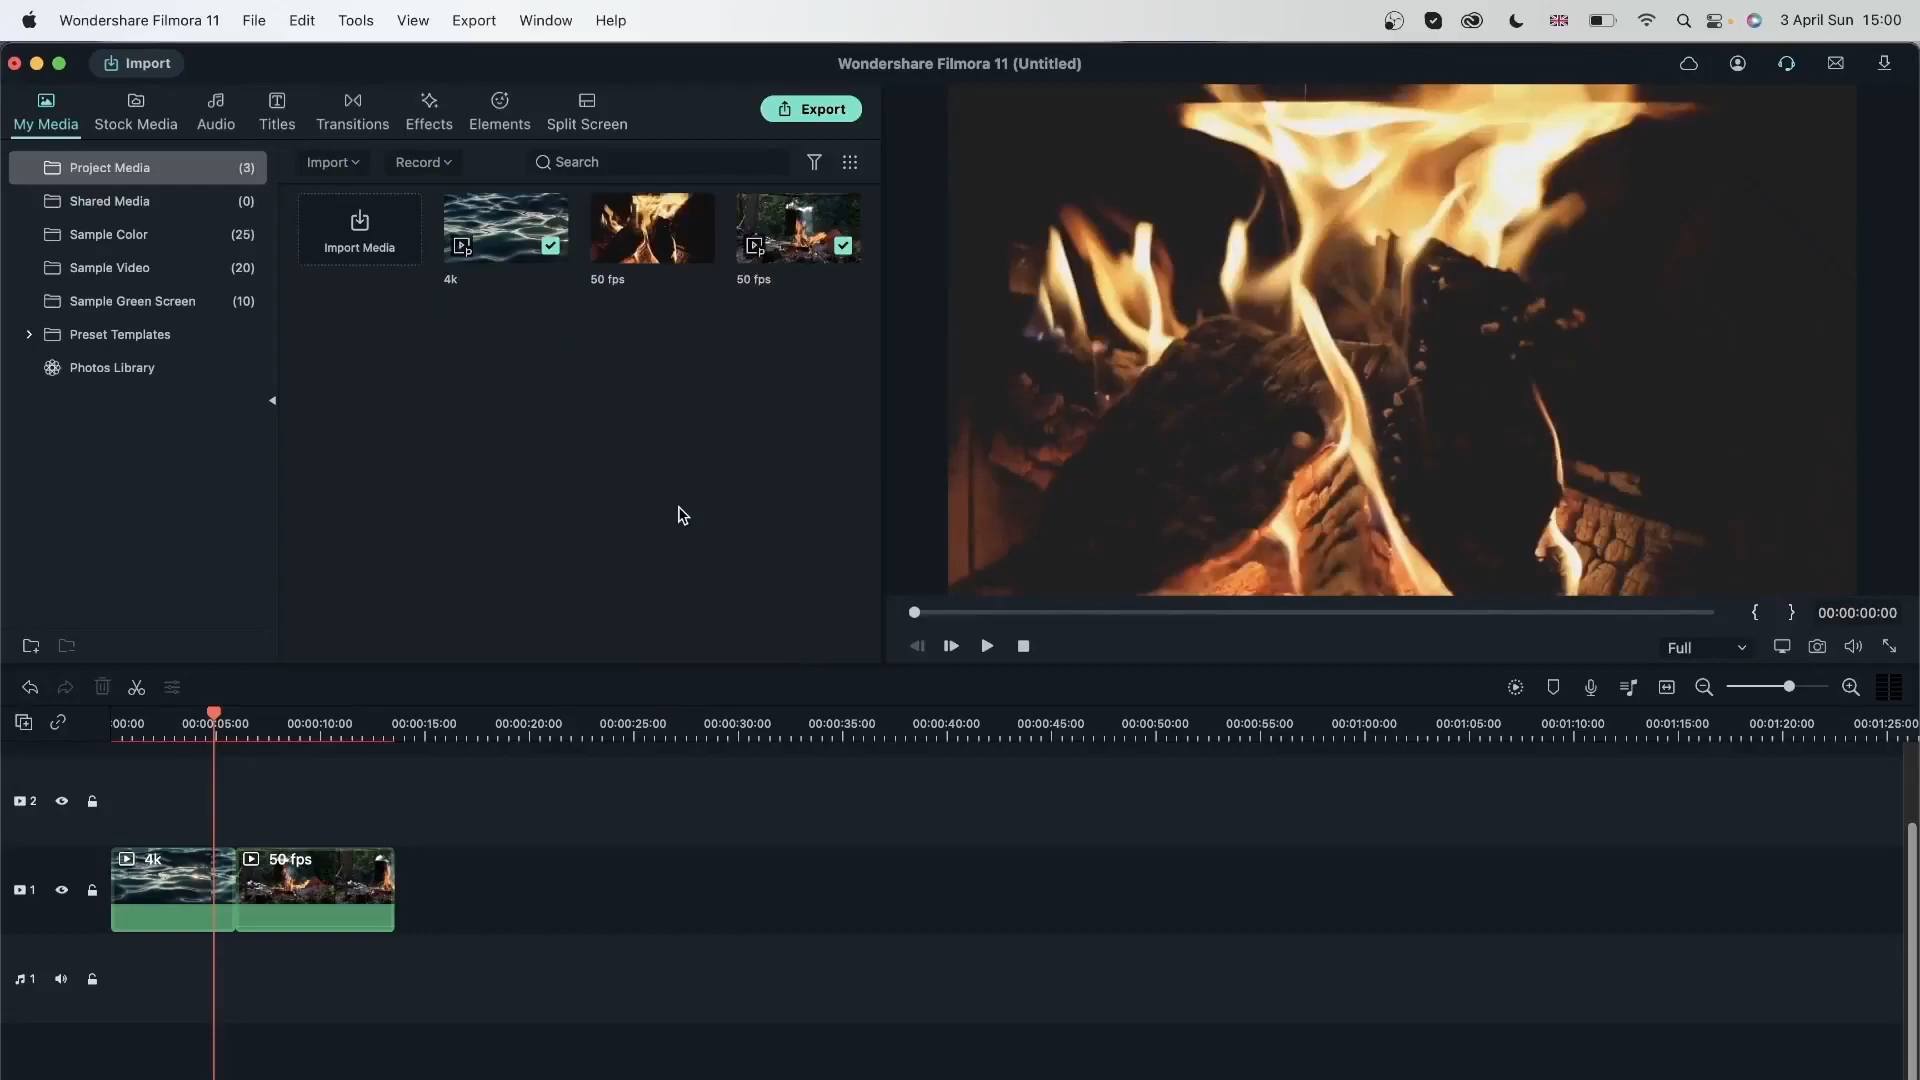 Wondershare Filmora 11 File Edit Tools View Export Window Help 3 April Sun 15:00
Import Wondershare Filmora 11 (Untitled)
My Media Stock Media Audio Titles Transitions Effects Elements Split Screen Export
Project Media (3) Import Record Search
Shared Media (0)
Sample Color (25)
Sample Video (20)
Sample Green Screen (10)
Preset Templates
Photos Library
Import Media
4k 50 fps 50 fps
{ } 00:00:00:00
Full
:00:00 00:00:05:00 00:00:10:00 00:00:15:00 00:00:20:00 00:00:25:00 00:00:30:00 00:00:35:00 00:00:40:00 00:00:45:00 00:00:50:00 00:00:55:00 00:01:00:00 00:01:05:00 00:01:10:00 00:01:15:00 00:01:20:00 00:01:25:00
2
4k 50 fps
1
1